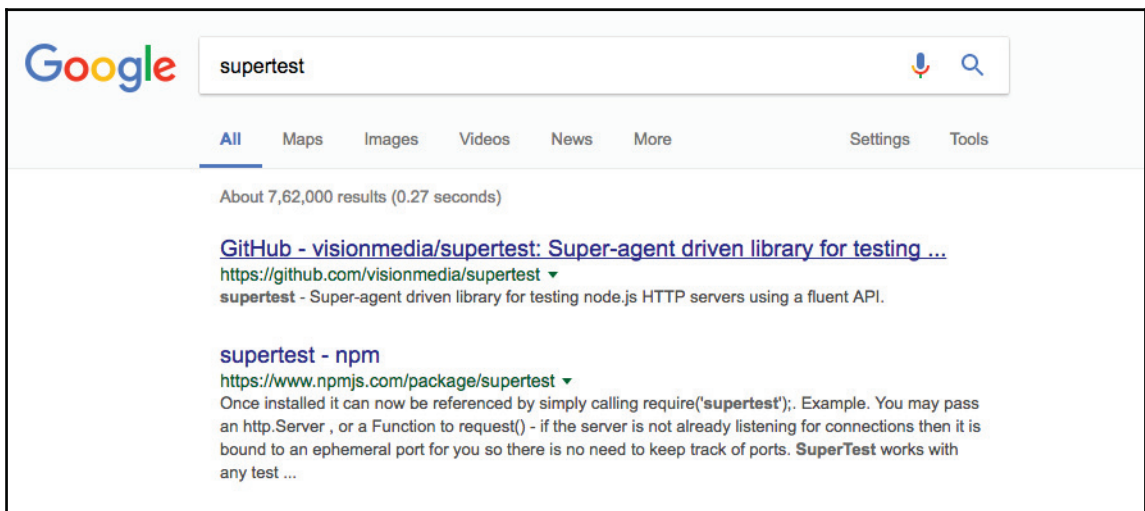 Google
supertest
All Maps Images Videos News More Settings Tools
About 7,62,000 results (0.27 seconds)
GitHub - visionmedia/supertest: Super-agent driven library for testing ...
https://github.com/visionmedia/supertest
supertest - Super-agent driven library for testing node.js HTTP servers using a fluent API.
supertest - npm
https://www.npmjs.com/package/supertest
Once installed it can now be referenced by simply calling require('supertest');. Example. You may pass
an http.Server , or a Function to request() - if the server is not already listening for connections then it is
bound to an ephemeral port for you so there is no need to keep track of ports. SuperTest works with
any test ...